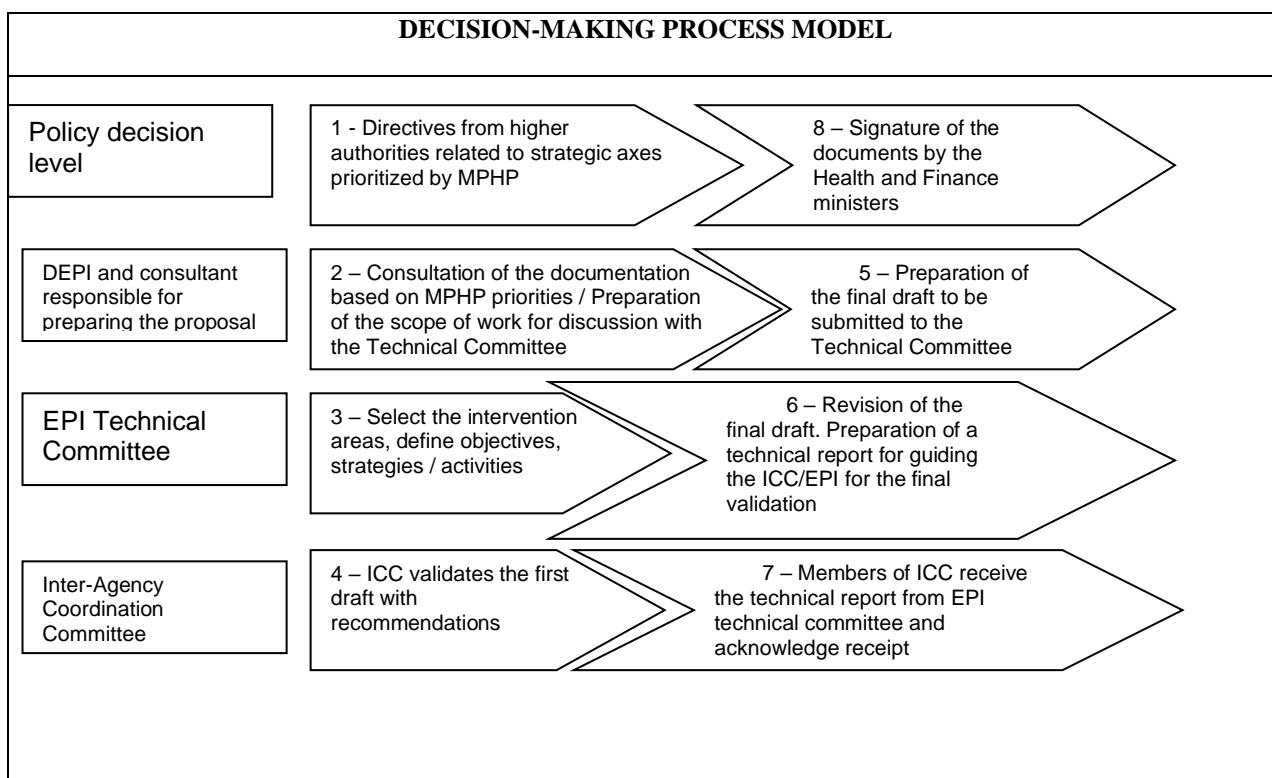 DECISION-MAKING PROCESS MODEL
Policy decision
level
1 - Directives from higher
authorities related to strategic axes
prioritized by MPHP
8 – Signature of the
documents by the
Health and Finance
ministers
DEPI and consultant
responsible for
preparing the proposal
2 – Consultation of the documentation
based on MPHP priorities / Preparation
of the scope of work for discussion with
the Technical Committee
5 – Preparation of
the final draft to be
submitted to the
Technical Committee
EPI Technical
Committee
3 – Select the intervention
areas, define objectives,
strategies / activities
6 – Revision of the
final draft. Preparation of a
technical report for guiding
the ICC/EPI for the final
validation
Inter-Agency
Coordination
Committee
4 – ICC validates the first
draft with
recommendations
7 – Members of ICC receive
the technical report from EPI
technical committee and
acknowledge receipt